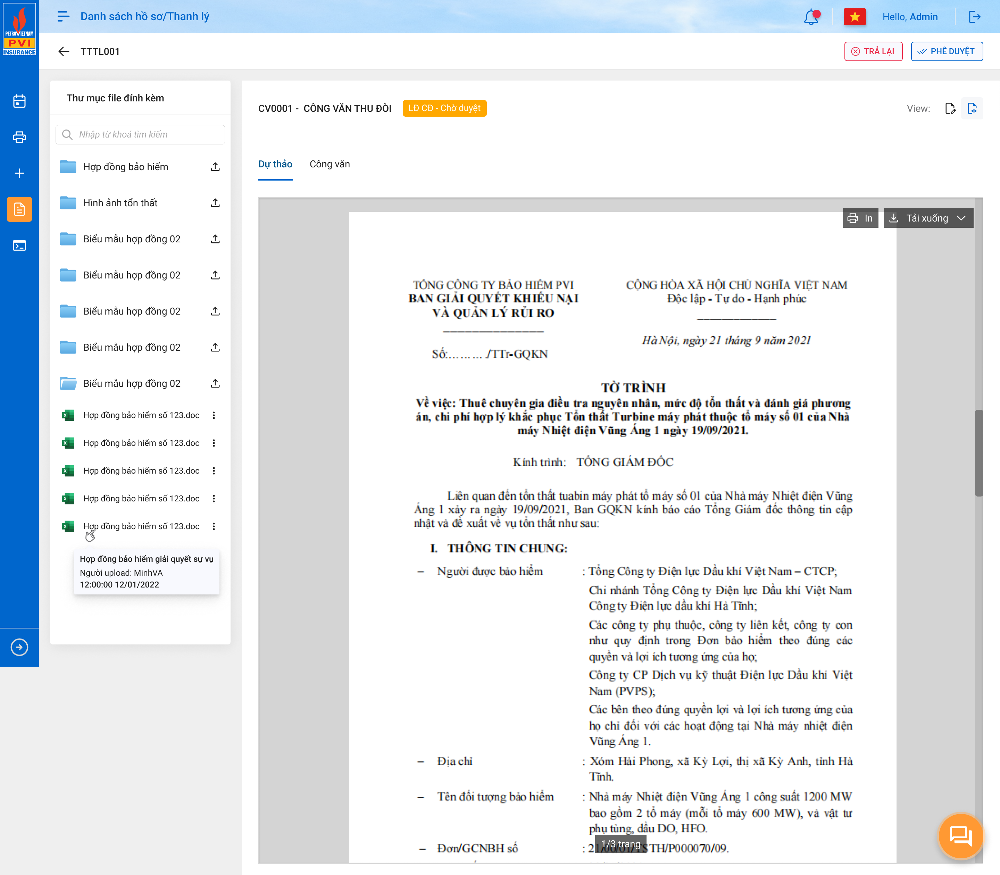 PETROVIETNAM
PVI
INSURANCE
Danh sách hồ sơ/Thanh lý
Hello, Admin
TTTL001
TRẢ LẠI
PHÊ DUYỆT
Thư mục file đính kèm
Nhập từ khoá tìm kiếm
Hợp đồng bảo hiểm
Hình ảnh tổn thất
Biểu mẫu hợp đồng 02
Biểu mẫu hợp đồng 02
Biểu mẫu hợp đồng 02
Biểu mẫu hợp đồng 02
Biểu mẫu hợp đồng 02
Hợp đồng bảo hiểm số 123.doc
Hợp đồng bảo hiểm số 123.doc
Hợp đồng bảo hiểm số 123.doc
Hợp đồng bảo hiểm số 123.doc
Hợp đồng bảo hiểm số 123.doc
Hợp đồng bảo hiểm giải quyết sự vụ
Người upload: MinhVA
12:00:00 12/01/2022
CV0001 - CÔNG VĂN THU ĐÒI
LĐ CĐ - Chờ duyệt
View:
Dự thảo
Công văn
In
Tải xuống
TỔNG CÔNG TY BẢO HIỂM PVI
BAN GIẢI QUYẾT KHIẾU NẠI
VÀ QUẢN LÝ RỦI RO
Số:………./TTr-GQKN
CỘNG HÒA XÃ HỘI CHỦ NGHĨA VIỆT NAM
Độc lập - Tự do - Hạnh phúc
Hà Nội, ngày 21 tháng 9 năm 2021
TỜ TRÌNH
Về việc: Thuê chuyên gia điều tra nguyên nhân, mức độ tổn thất và đánh giá phương
án, chi phí hợp lý khắc phục Tổn thất Turbine máy phát thuộc tổ máy số 01 của Nhà
máy Nhiệt điện Vũng Áng 1 ngày 19/09/2021.
Kính trình: TỔNG GIÁM ĐỐC
Liên quan đến tổn thất tuabin máy phát tổ máy số 01 của Nhà máy Nhiệt điện Vũng
Áng 1 xảy ra ngày 19/09/2021, Ban GQKN kính báo cáo Tổng Giám đốc thông tin cập
nhật và đề xuất về vụ tổn thất như sau:
I. THÔNG TIN CHUNG:
– Người được bảo hiểm : Tổng Công ty Điện lực Dầu khí Việt Nam – CTCP;
Chi nhánh Tổng Công ty Điện lực Dầu khí Việt Nam
Công ty Điện lực dầu khí Hà Tĩnh;
Các công ty phụ thuộc, công ty liên kết, công ty con
như quy định trong Đơn bảo hiểm theo đúng các
quyền và lợi ích tương ứng của họ;
Công ty CP Dịch vụ kỹ thuật Điện lực Dầu khí Việt
Nam (PVPS);
Các bên theo đúng quyền lợi và lợi ích tương ứng của
họ chỉ đối với các hoạt động tại Nhà máy nhiệt điện
Vũng Áng 1.
– Địa chỉ : Xóm Hải Phong, xã Kỳ Lợi, thị xã Kỳ Anh, tỉnh Hà
Tĩnh.
– Tên đối tượng bảo hiểm : Nhà máy Nhiệt điện Vũng Áng 1 công suất 1200 MW
bao gồm 2 tổ máy (mỗi tổ máy 600 MW), và vật tư
phụ tùng, dầu DO, HFO.
1/3 trang
– Đơn/GCNBH số : 21/00/01/TSTH/P000070/09.